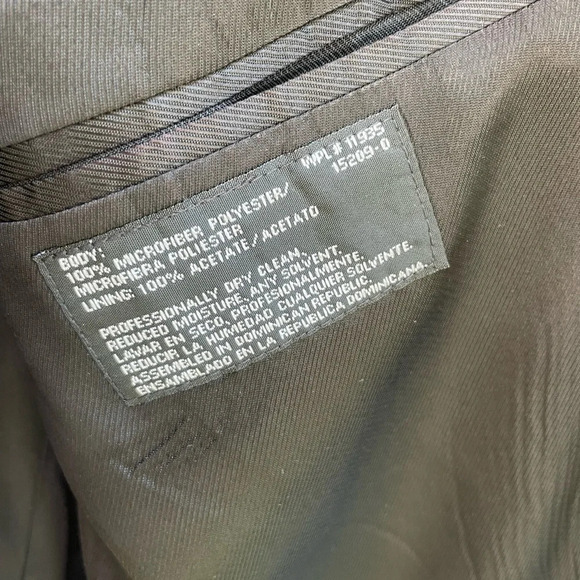 WPL# 11935
15209-0
BODY:
100% MICROFIBER POLYESTER/
MICROFIBRA POLIESTER
LINING: 100% ACETATE/ACETATO
PROFESSIONALLY DRY CLEAN,
REDUCED MOISTURE, ANY SOLVENT.
LAVAR EN SECO, PROFESIONALMENTE,
REDUCIR LA HUMEDAD CUALQUIER SOLVENTE.
ASSEMBLED IN DOMINICAN REPUBLIC.
ENSAMBLADO EN LA REPUBLICA DOMINICANA.